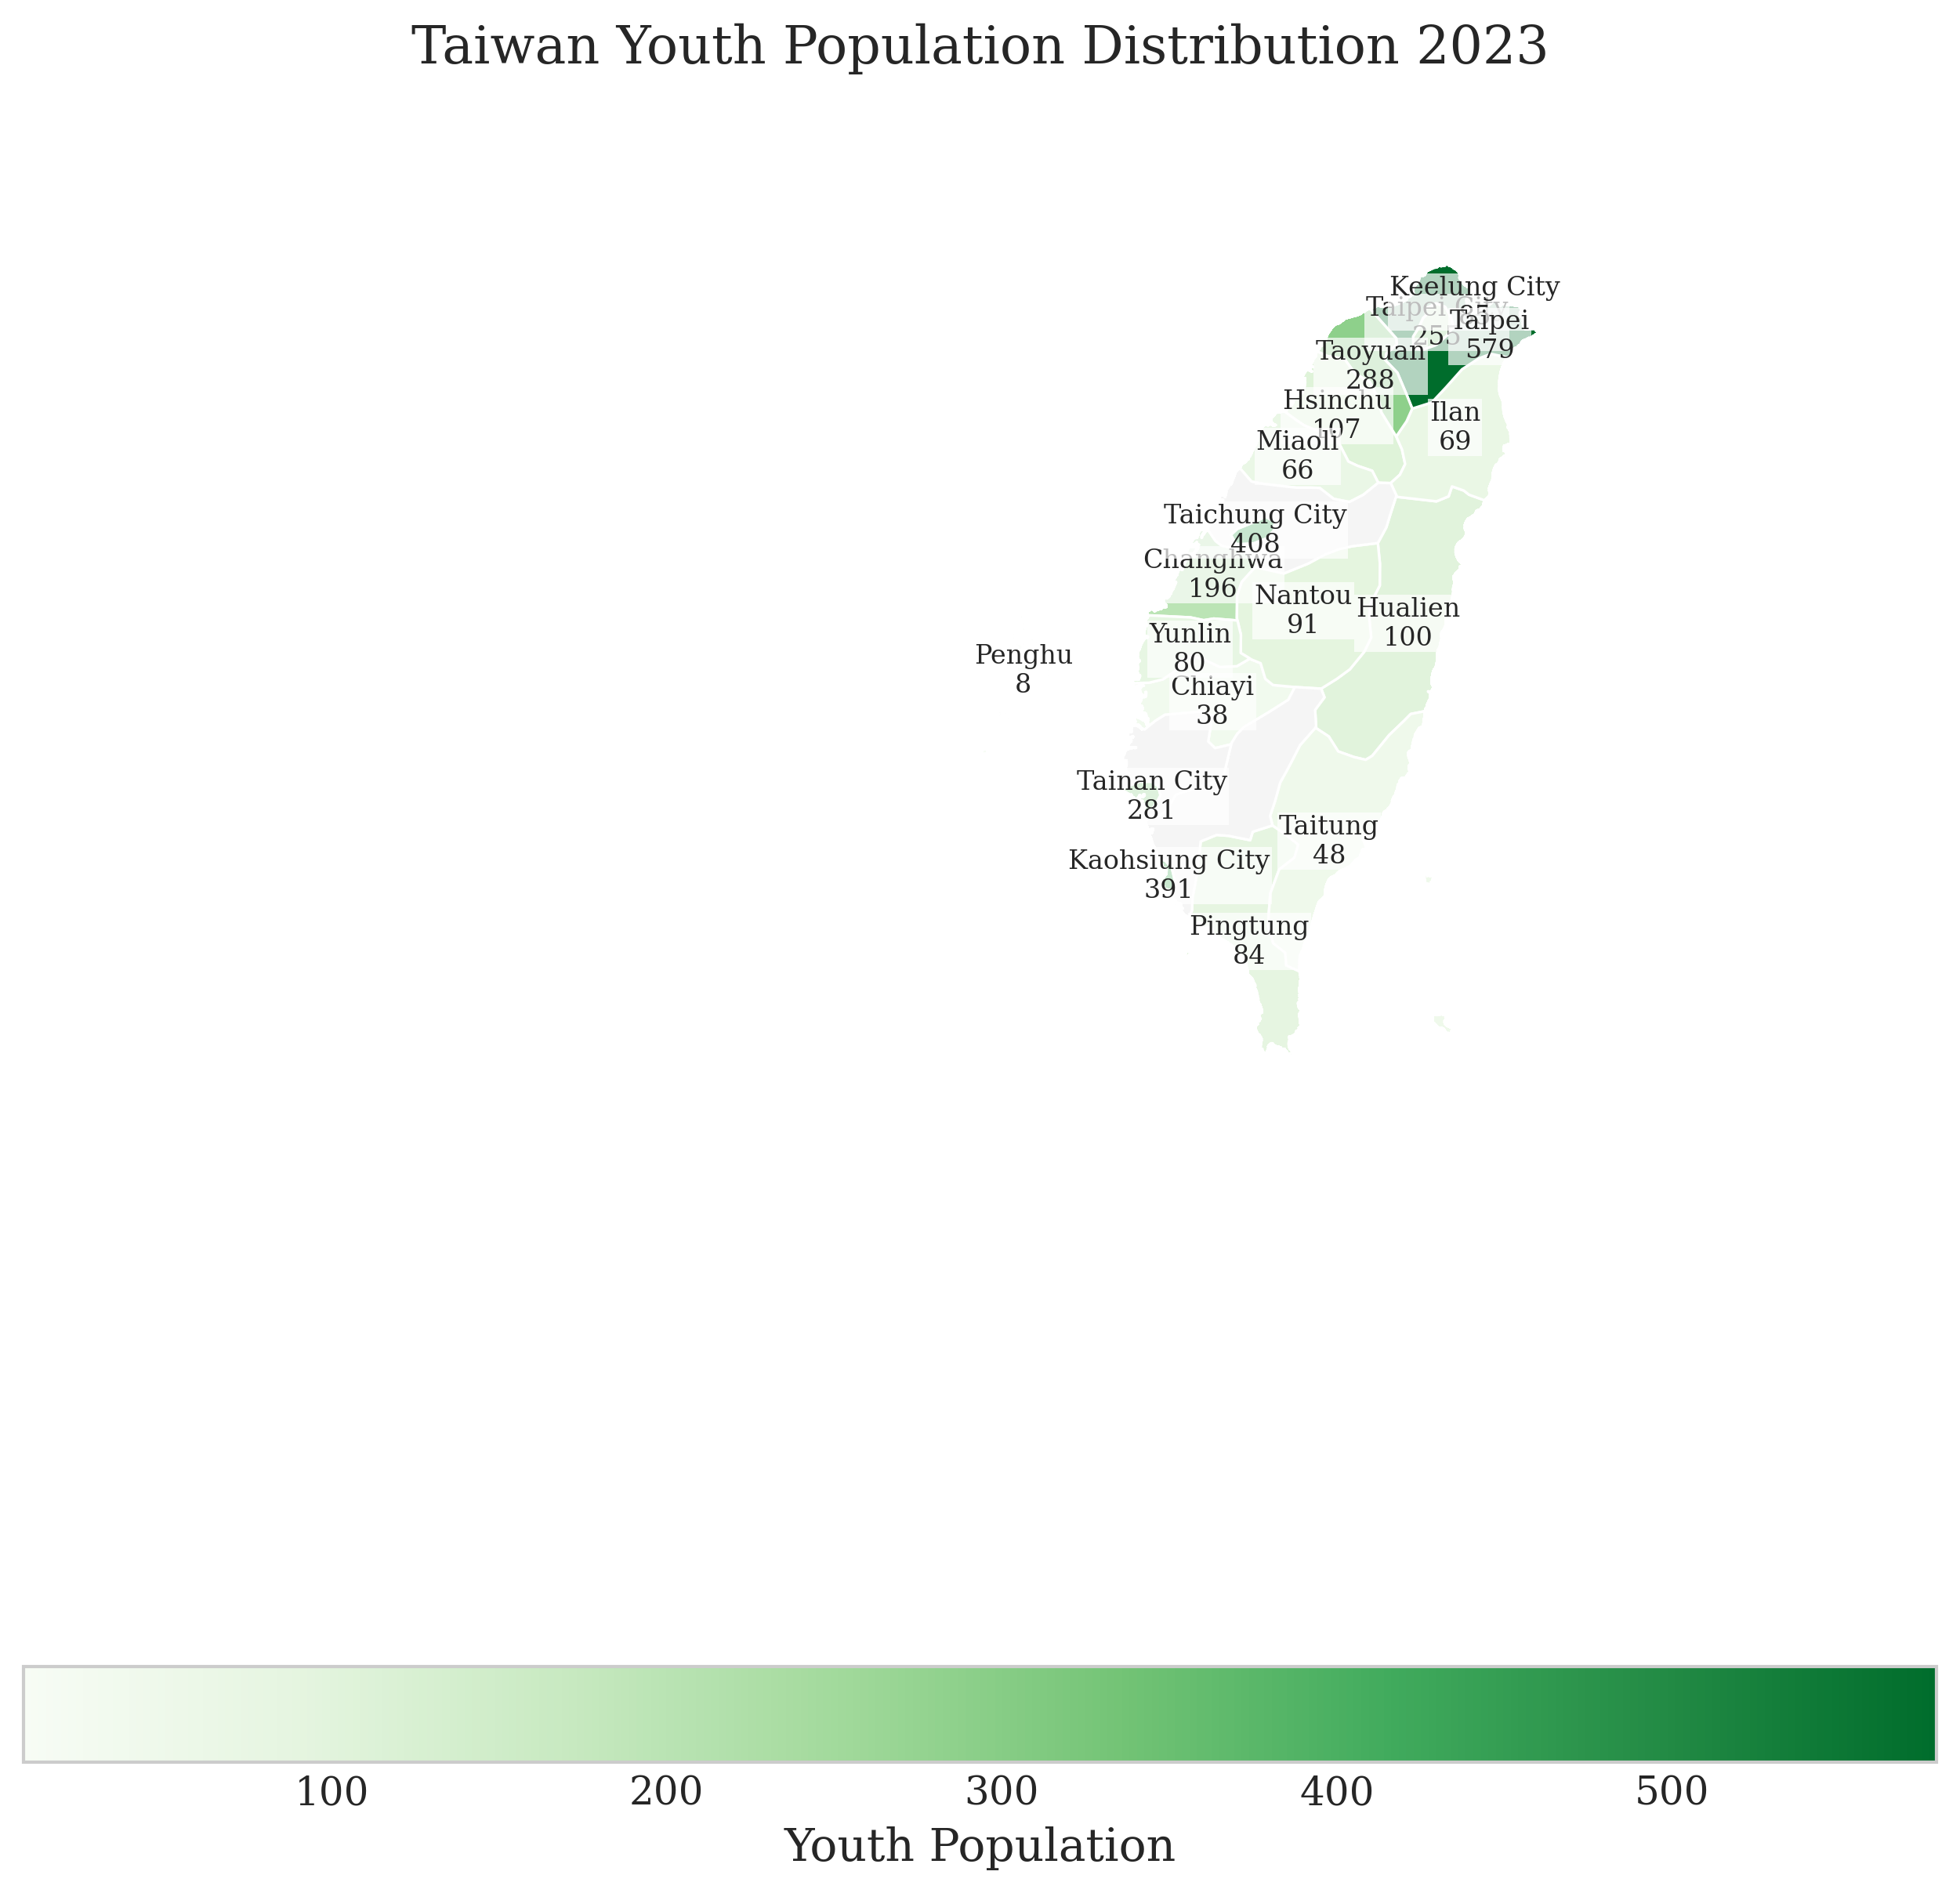 Taiwan Youth Population Distribution 2023
Keelung City
85
Taipei City
255
Taipei
579
Taoyuan
288
Hsinchu
107
Ilan
69
Miaoli
66
Taichung City
408
Changhwa
196
Nantou
91
Hualien
100
Yunlin
80
Penghu
8
Chiayi
38
Tainan City
281
Taitung
48
Kaohsiung City
391
Pingtung
84
100 200 300 400 500
Youth Population